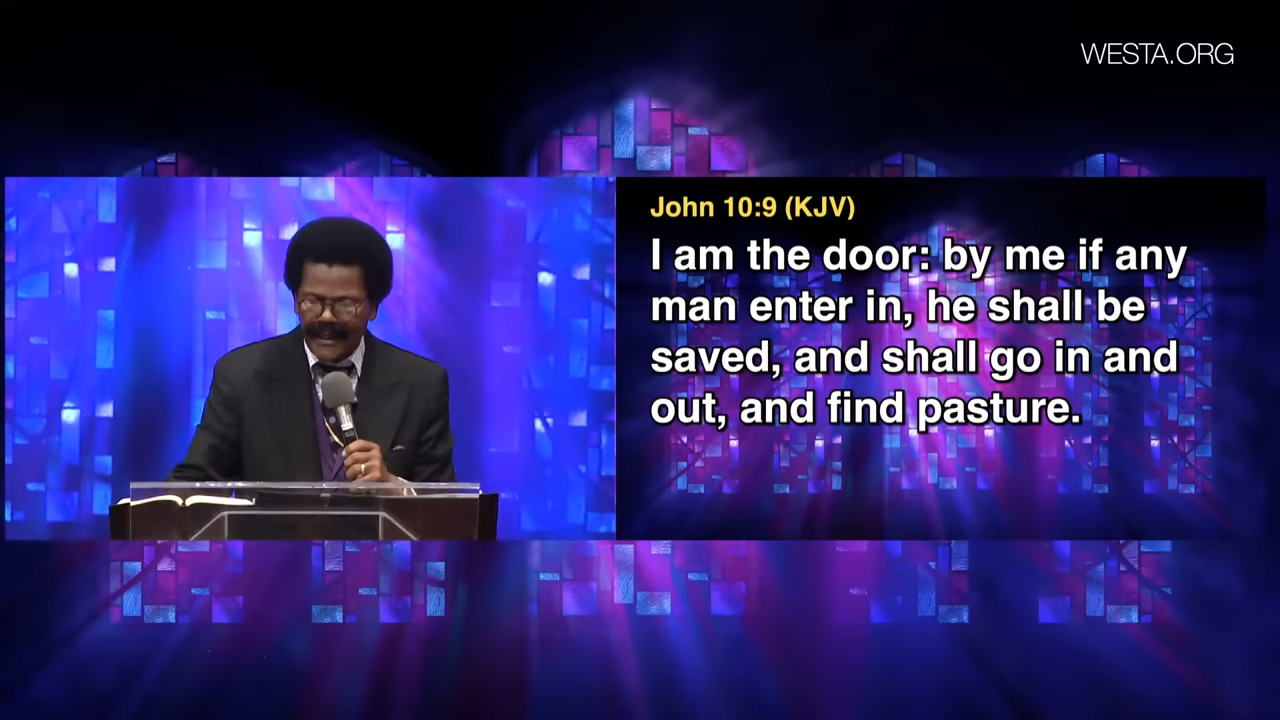 WESTA.ORG
John 10:9 (KJV)
I am the door: by me if any
man enter in, he shall be
saved, and shall go in and
out, and find pasture.